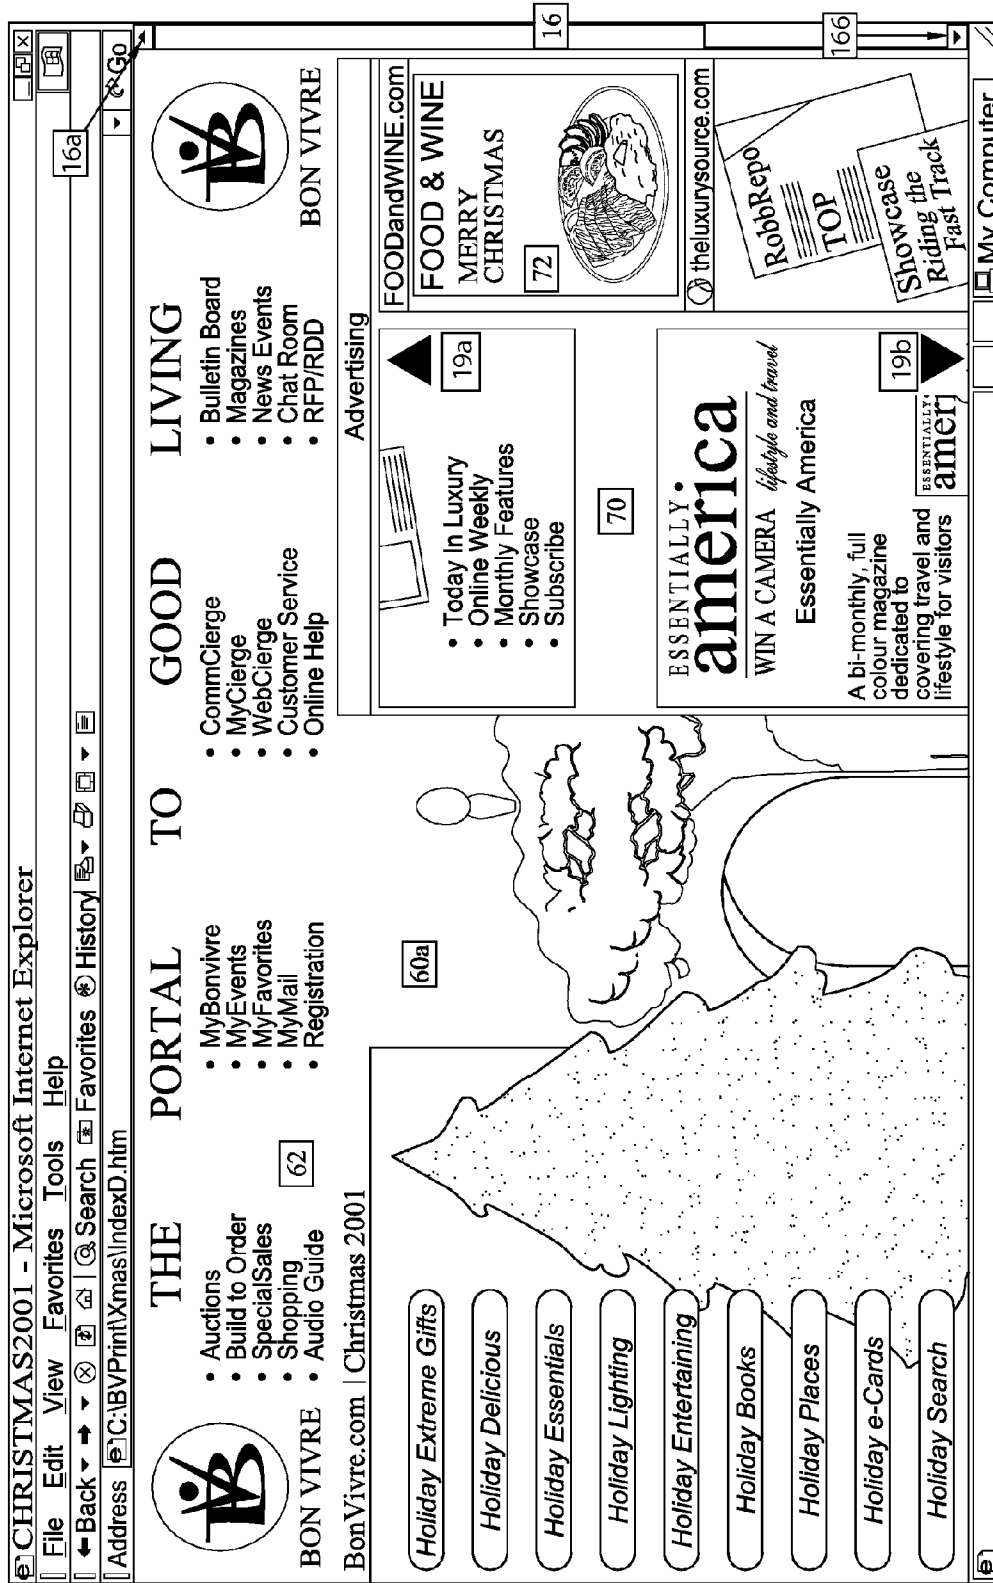 CHRISTMAS2001 - Microsoft Internet Explorer
File Edit View Favorites Tools Help
Back Search Favorites History
Address C:\BVPrint\Xmas\IndexD.htm Go
16a
THE PORTAL TO GOOD LIVING
BON VIVRE
• Auctions
• Build to Order
• SpecialSales
• Shopping
• Audio Guide
62
• MyBonvivre
• MyEvents
• MyFavorites
• MyMail
• Registration
• CommCierge
• MyCierge
• WebCierge
• Customer Service
• Online Help
• Bulletin Board
• Magazines
• News Events
• Chat Room
• RFP/RDD
BON VIVRE
BonVivre.com | Christmas 2001
Advertising
Holiday Extreme Gifts
Holiday Delicious
Holiday Essentials
Holiday Lighting
Holiday Entertaining
Holiday Books
Holiday Places
Holiday e-Cards
Holiday Search
60a
• Today In Luxury
• Online Weekly
• Monthly Features
• Showcase
• Subscribe
19a
70
ESSENTIALLY
america
WIN A CAMERA lifestyle and travel
Essentially America
A bi-monthly, full
colour magazine
dedicated to
covering travel and
lifestyle for visitors
19b
ESSENTIALLY
amer
FOODandWINE.com
FOOD & WINE
MERRY
CHRISTMAS
72
theluxurysource.com
RobbRepo
TOP
Showcase
Riding the
Fast Track
16
166
My Computer